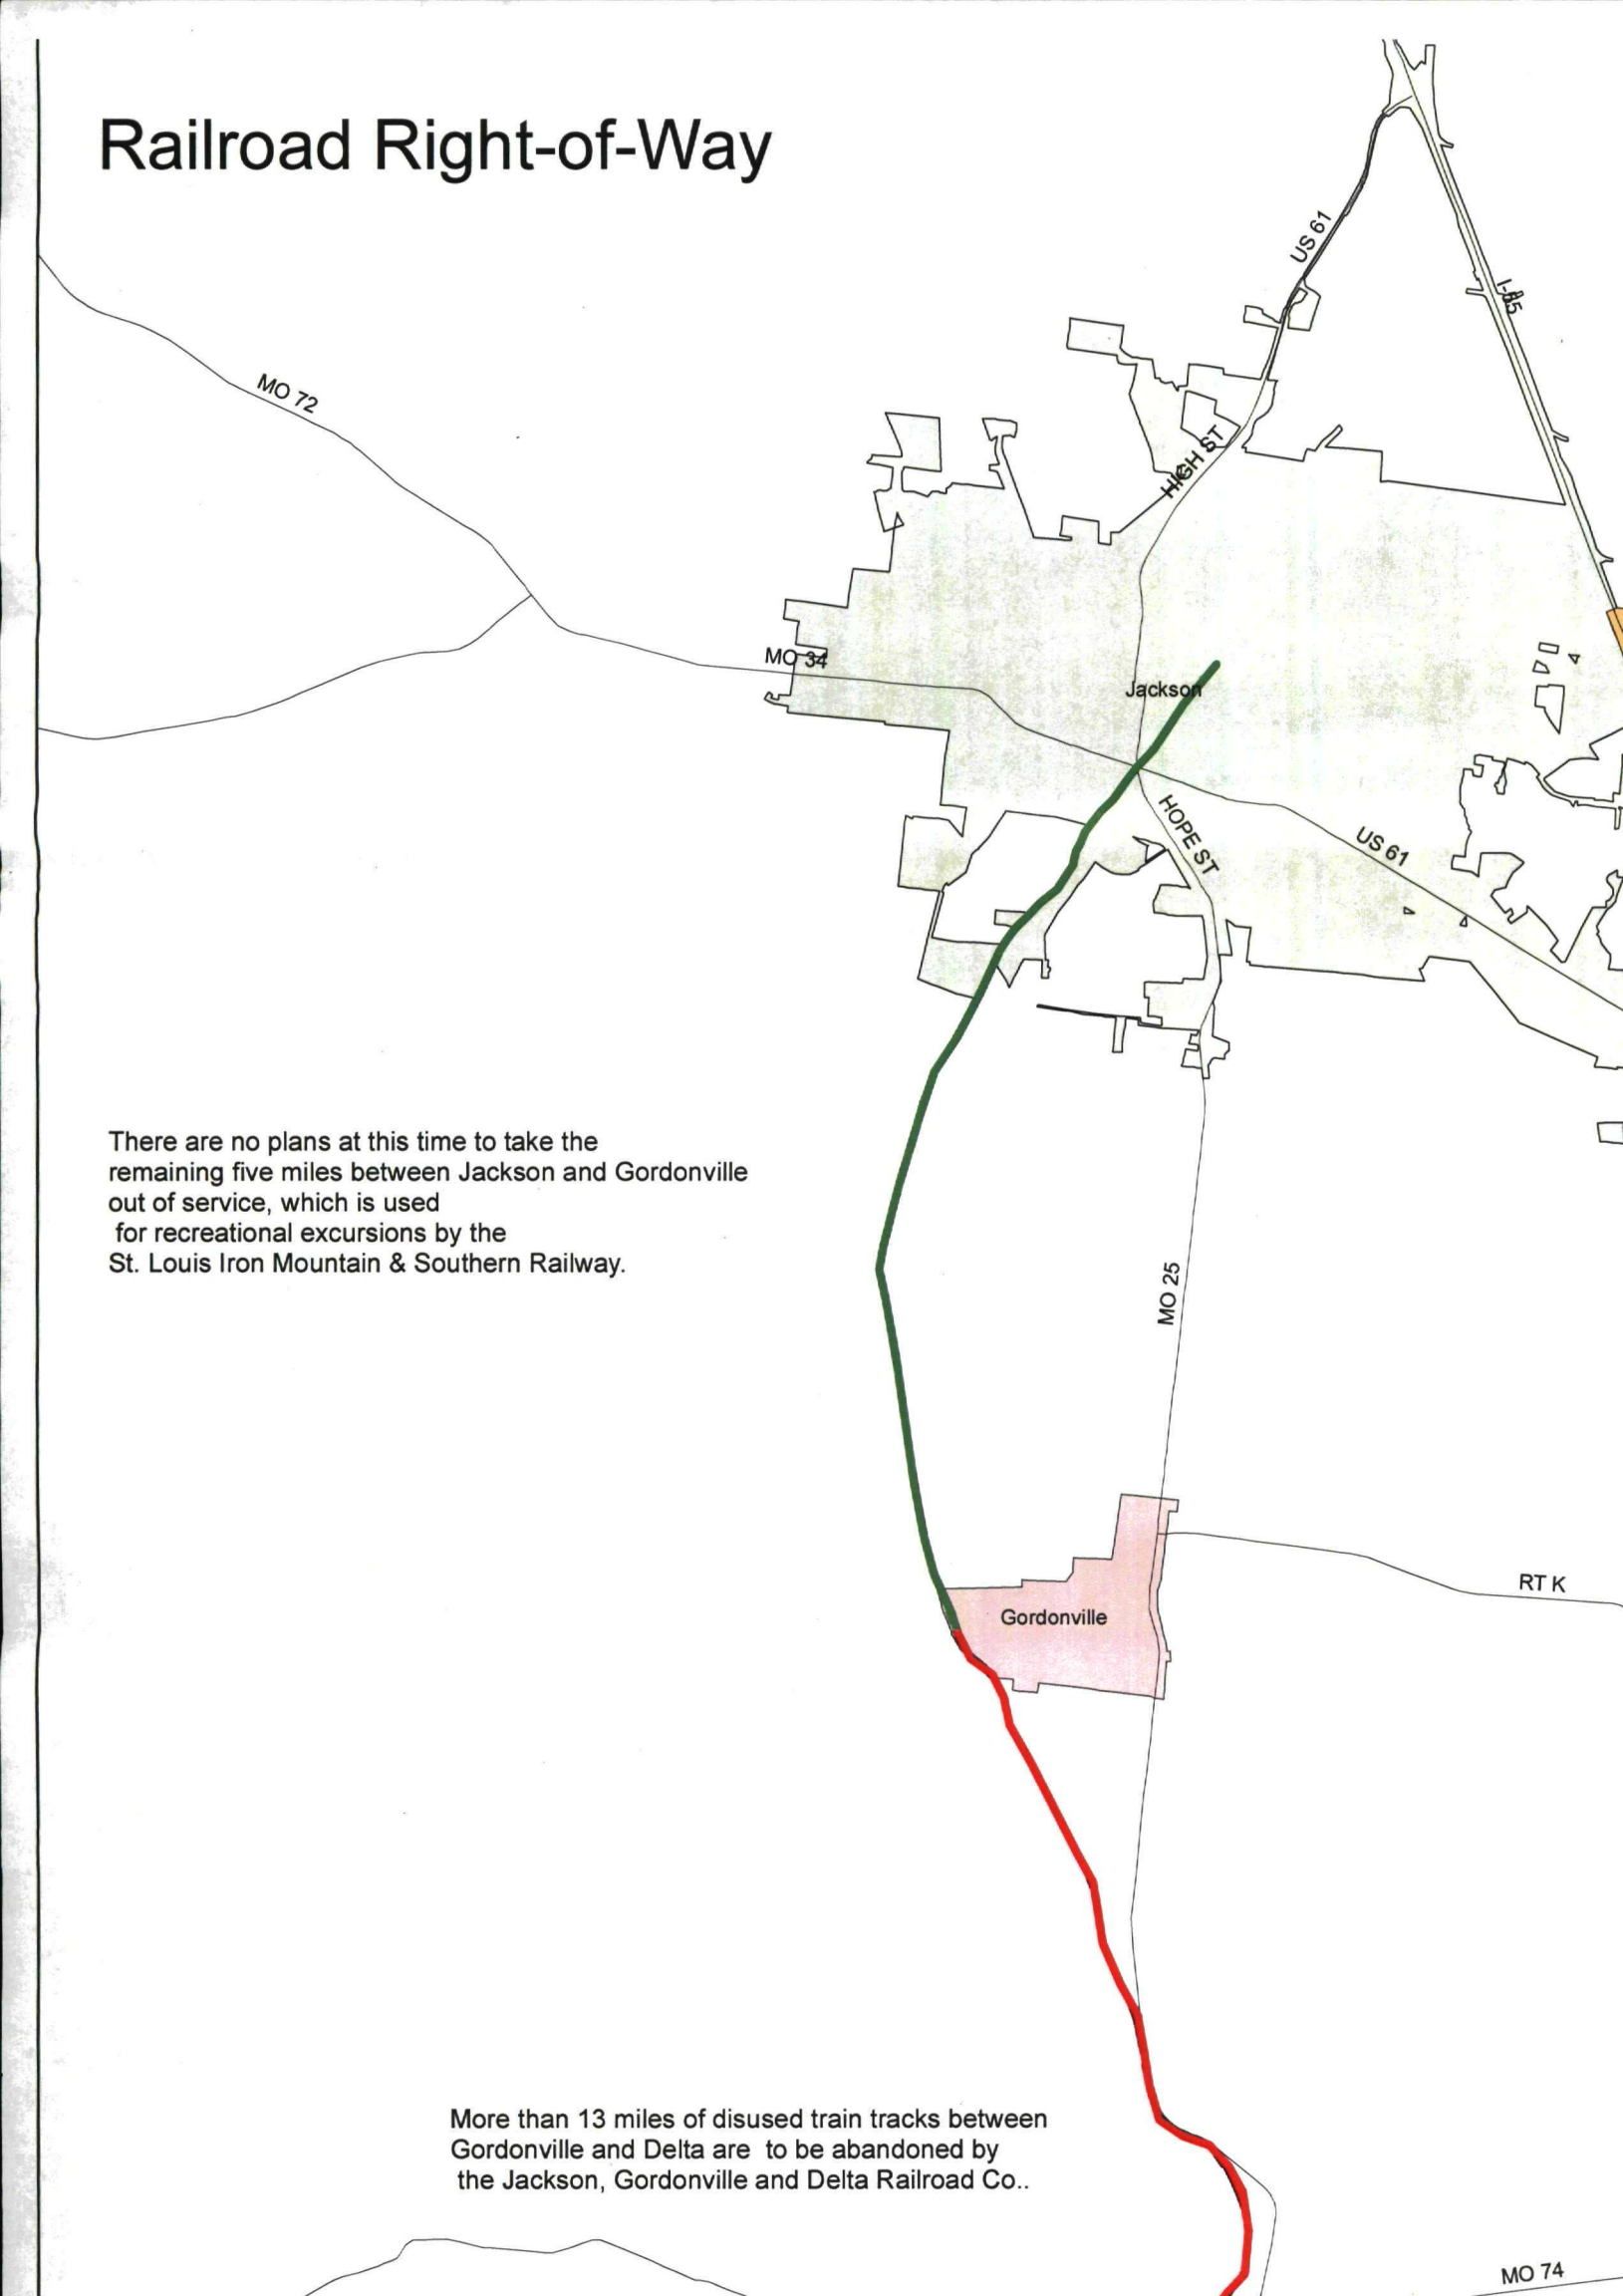 Railroad Right-of-Way
US 61
I-55
MO 72
HIGH ST
MO 34
Jackson
HOPE ST
US 61
There are no plans at this time to take the
remaining five miles between Jackson and Gordonville
out of service, which is used
for recreational excursions by the
St. Louis Iron Mountain & Southern Railway.
MO 25
RT K
Gordonville
More than 13 miles of disused train tracks between
Gordonville and Delta are to be abandoned by
the Jackson, Gordonville and Delta Railroad Co..
MO 74